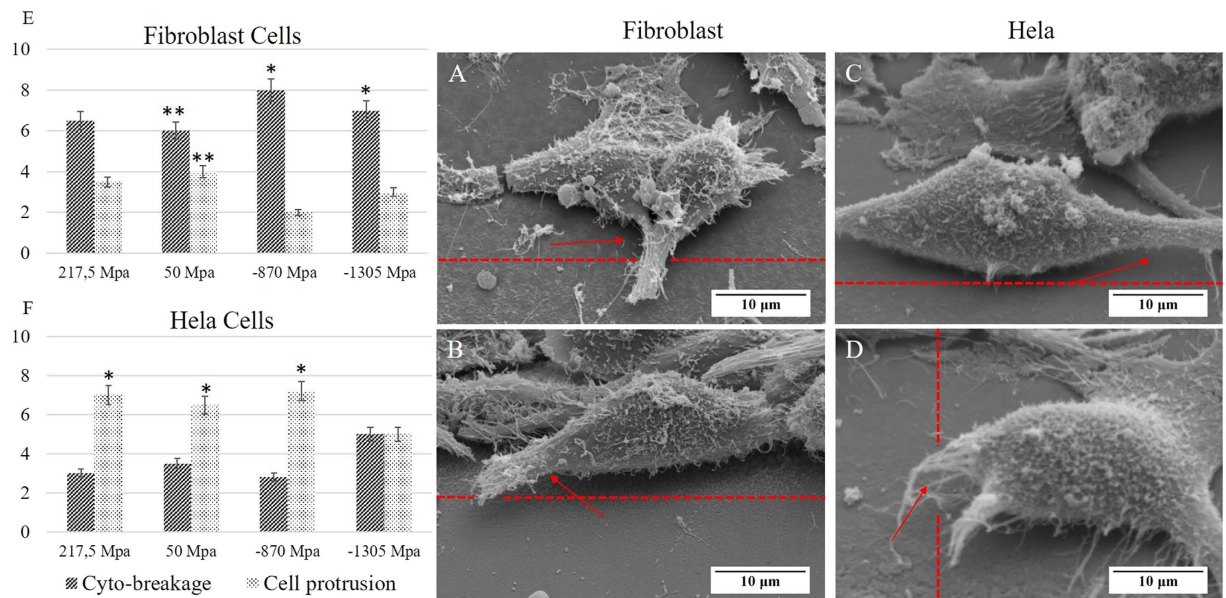 E
Fibroblast Cells
10
8
6
4
2
0
* * ** **
217,5 Mpa 50 Mpa -870 Mpa -1305 Mpa
F
Hela Cells
10
8
6
4
2
0
* * *
217,5 Mpa 50 Mpa -870 Mpa -1305 Mpa
Cyto-breakage Cell protrusion
Fibroblast Hela
A
10 µm
B
10 µm
C
10 µm
D
10 µm